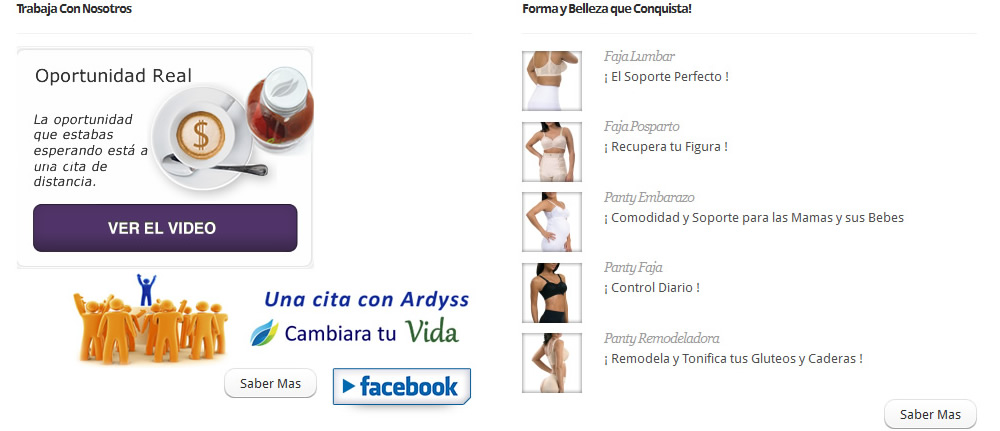 Trabaja Con Nosotros
Oportunidad Real
La oportunidad
que estabas
esperando está a
una cita de
distancia.
$
VER EL VIDEO
Una cita con Ardyss
Cambiara tu Vida
Saber Mas
facebook
Forma y Belleza que Conquista!
Faja Lumbar
¡ El Soporte Perfecto !
Faja Posparto
¡ Recupera tu Figura !
Panty Embarazo
¡ Comodidad y Soporte para las Mamas y sus Bebes
Panty Faja
¡ Control Diario !
Panty Remodeladora
¡ Remodela y Tonifica tus Gluteos y Caderas !
Saber Mas